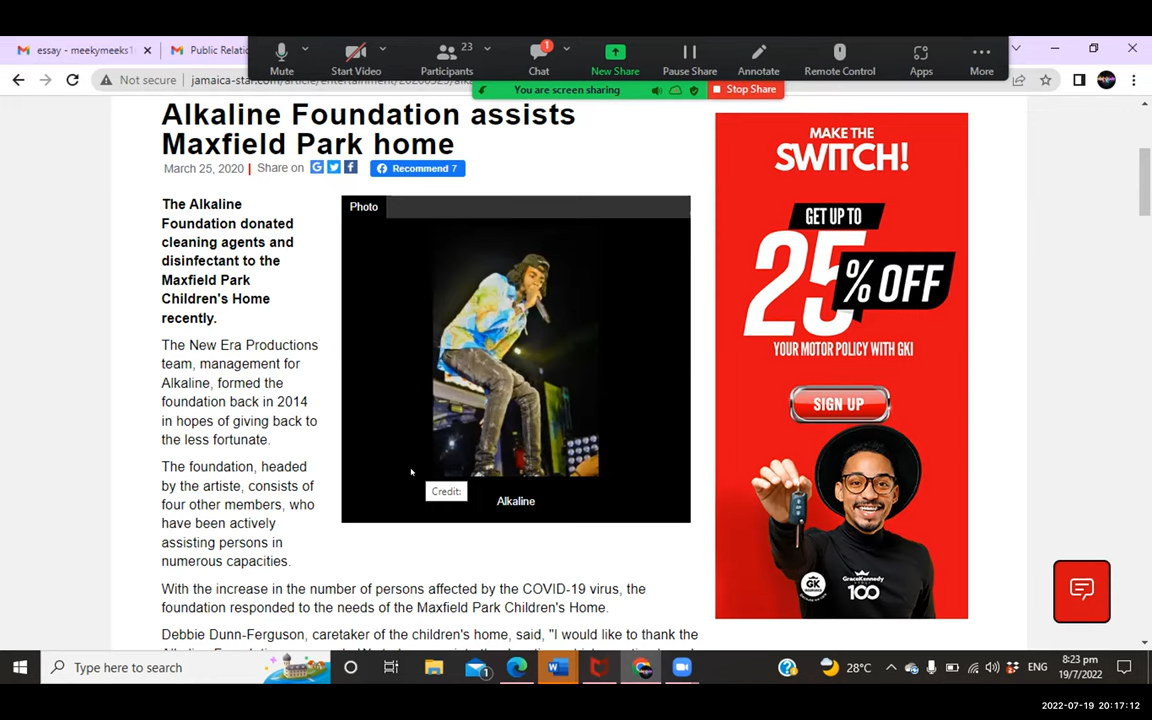 essay - meekymeeks1
Public Relati
23
1
Mute
Start Video
Participants
Chat
New Share
Pause Share
Annotate
Remote Control
Apps
More
You are screen sharing
Stop Share
Not secure
Alkaline Foundation assists
Maxfield Park home
March 25, 2020 | Share on
Recommend 7
The Alkaline
Foundation donated
cleaning agents and
disinfectant to the
Maxfield Park
Children's Home
recently.
The New Era Productions
team, management for
Alkaline, formed the
foundation back in 2014
in hopes of giving back to
the less fortunate.
The foundation, headed
by the artiste, consists of
four other members, who
have been actively
assisting persons in
numerous capacities.
Photo
Credit:
Alkaline
With the increase in the number of persons affected by the COVID-19 virus, the
foundation responded to the needs of the Maxfield Park Children's Home.
Debbie Dunn-Ferguson, caretaker of the children's home, said, "I would like to thank the
MAKE THE
SWITCH!
GET UP TO
25% OFF
YOUR MOTOR POLICY WITH GKI
SIGN UP
GK
GraceKennedy
100
Type here to search
1
28°C
ENG
8:23 pm
19/7/2022
2022-07-19 20:17:12